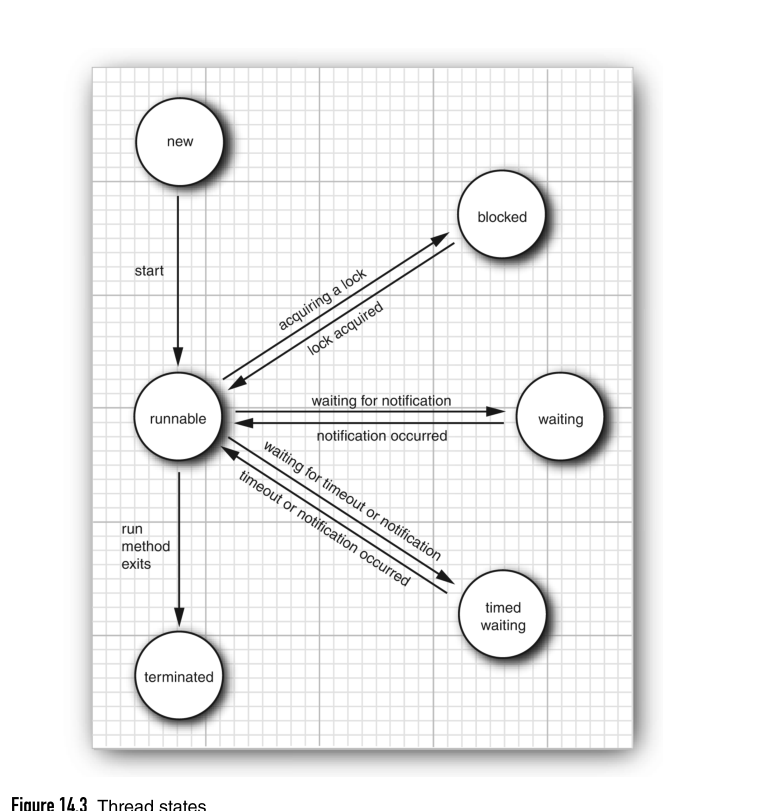 new
blocked
start
acquiring a lock
lock acquired
runnable
waiting for notification
notification occurred
waiting
waiting for timeout or notification
timeout or notification occurred
run
method
exits
timed
waiting
terminated
Figure 14.3 Thread states